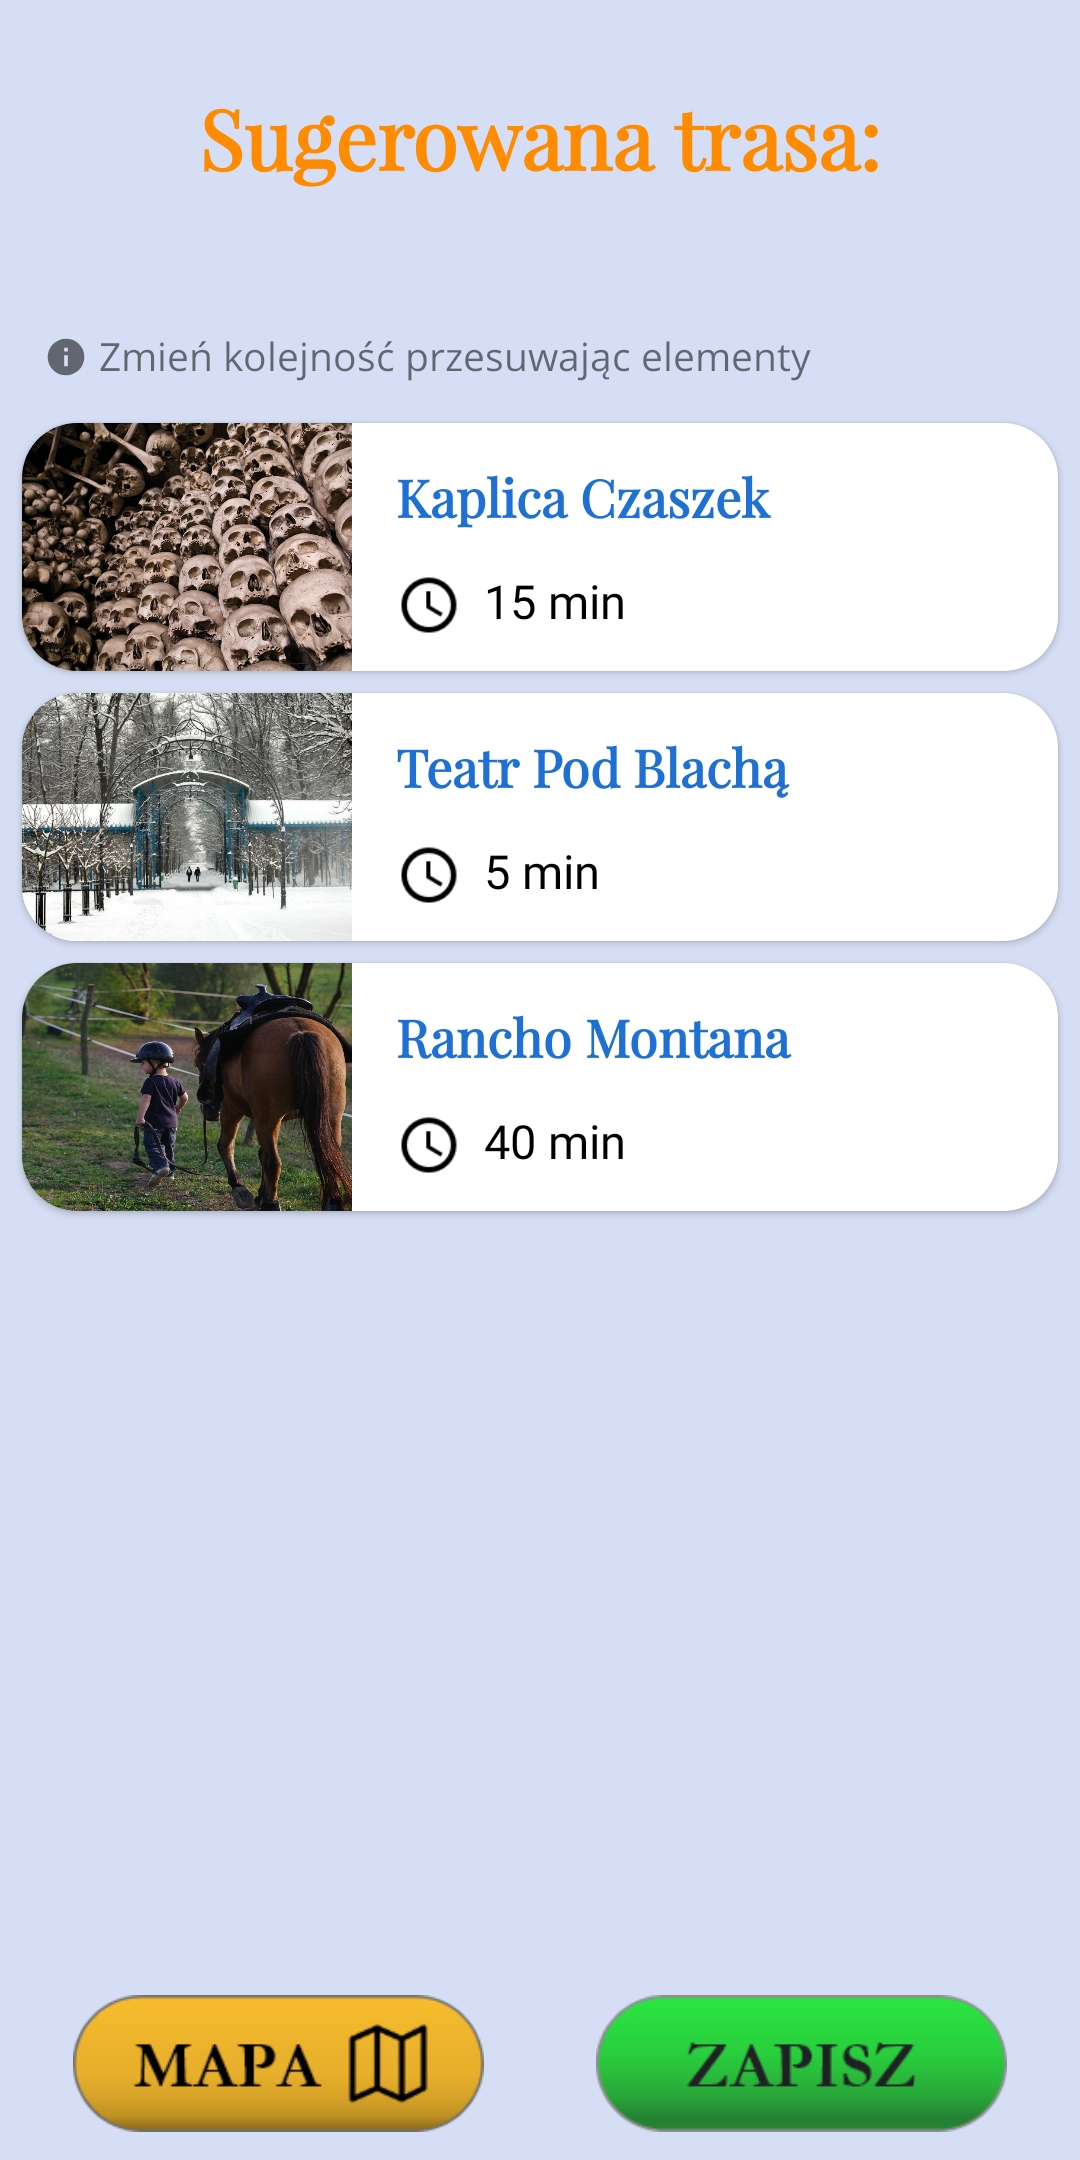 Sugerowana trasa:
Zmień kolejność przesuwając elementy
Kaplica Czaszek
15 min
Teatr Pod Blachą
5 min
Rancho Montana
40 min
MAPA
ZAPISZ